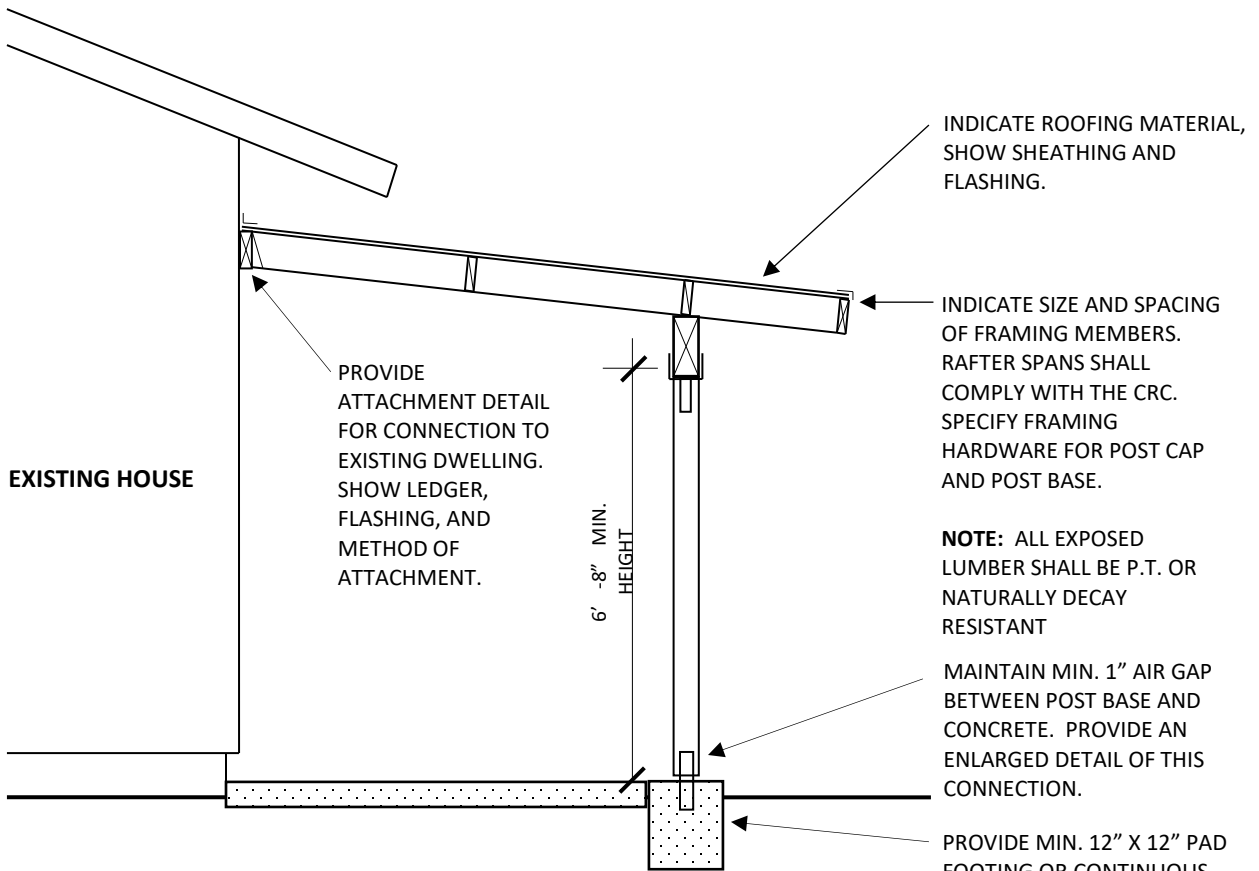 INDICATE ROOFING MATERIAL,
SHOW SHEATHING AND
FLASHING.
INDICATE SIZE AND SPACING
OF FRAMING MEMBERS.
RAFTER SPANS SHALL
COMPLY WITH THE CRC.
SPECIFY FRAMING
HARDWARE FOR POST CAP
AND POST BASE.
PROVIDE
ATTACHMENT DETAIL
FOR CONNECTION TO
EXISTING DWELLING.
SHOW LEDGER,
FLASHING, AND
METHOD OF
ATTACHMENT.
EXISTING HOUSE
6’ -8” MIN.
HEIGHT
NOTE: ALL EXPOSED
LUMBER SHALL BE P.T. OR
NATURALLY DECAY
RESISTANT
MAINTAIN MIN. 1” AIR GAP
BETWEEN POST BASE AND
CONCRETE. PROVIDE AN
ENLARGED DETAIL OF THIS
CONNECTION.
PROVIDE MIN. 12” X 12” PAD
FOOTING OR CONTINUOUS